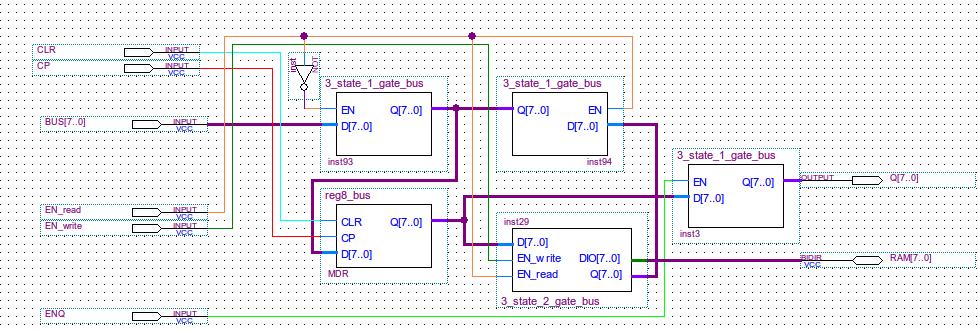 CLR INPUT VCC
CP INPUT VCC
BUS[7..0] INPUT VCC
EN_read INPUT VCC
EN_write INPUT VCC
ENQ INPUT VCC
inst NOT
3_state_1_gate_bus
EN Q[7..0]
D[7..0]
inst93
3_state_1_gate_bus
Q[7..0] EN
D[7..0]
inst94
reg8_bus
CLR Q[7..0]
CP
D[7..0]
MDR
inst29
D[7..0]
EN_write DIO[7..0]
EN_read Q[7..0]
3_state_2_gate_bus
3_state_1_gate_bus
EN Q[7..0]
D[7..0]
inst3
OUTPUT Q[7..0]
BIDIR VCC RAM[7..0]